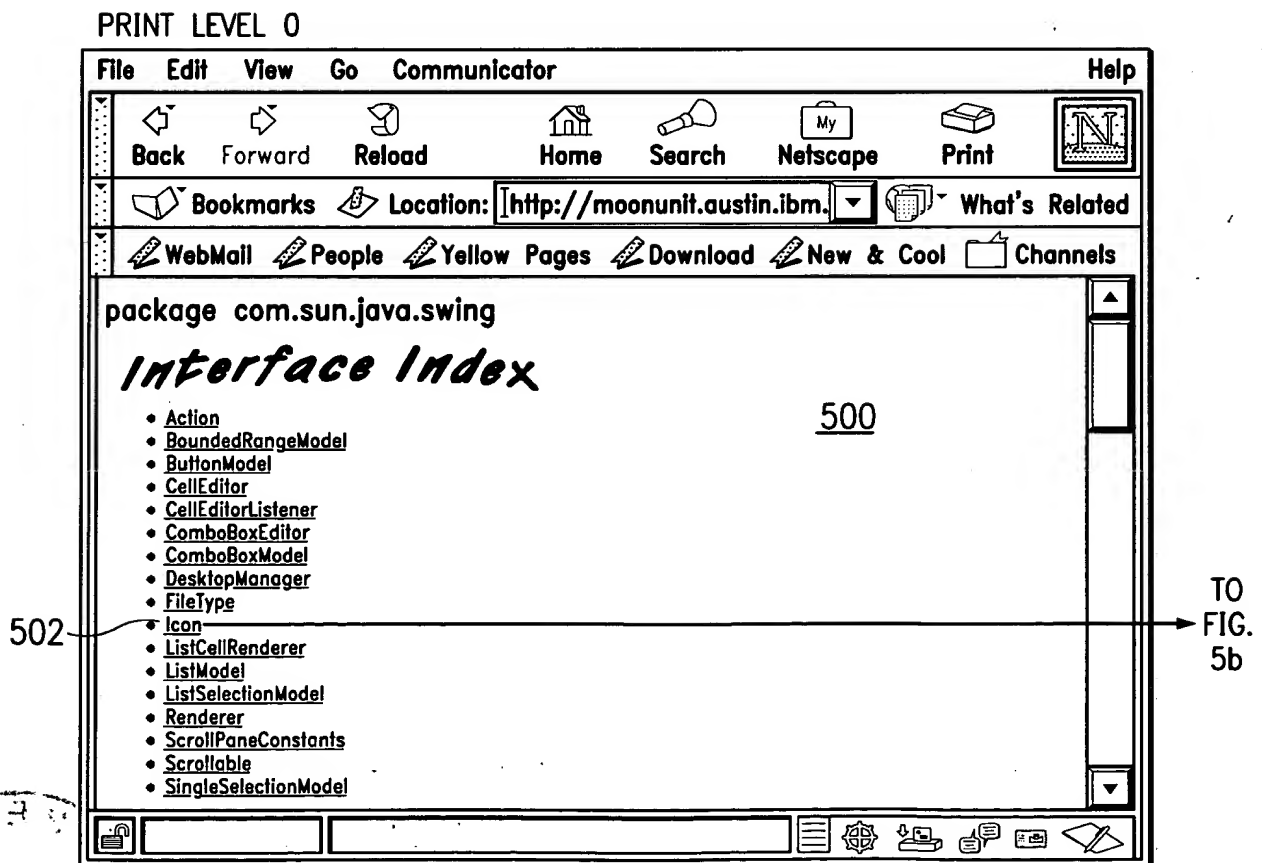 PRINT LEVEL 0
File Edit View Go Communicator Help
My N
Back Forward Reload Home Search Netscape Print
Bookmarks Location: http://moonunit.austin.ibm. What's Related
WebMail People Yellow Pages Download New & Cool Channels
package com.sun.java.swing
Interface Index
500
• Action
• BoundedRangeModel
• ButtonModel
• CellEditor
• CellEditorListener
• ComboBoxEditor
• ComboBoxModel
• DesktopManager
• FileType
502
• Icon
TO
FIG.
5b
• ListCellRenderer
• ListModel
• ListSelectionModel
• Renderer
• ScrollPaneConstants
• Scrollable
• SingleSelectionModel